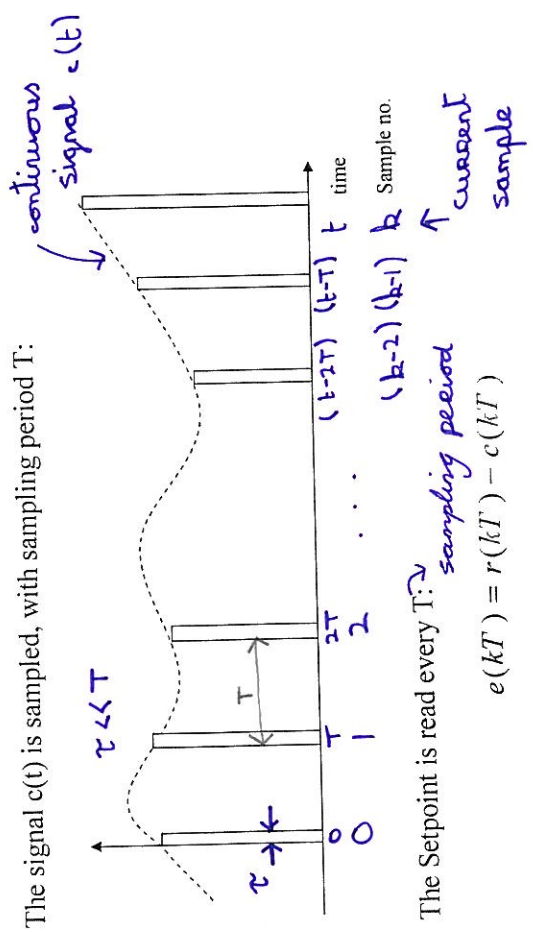 The signal c(t) is sampled, with sampling period T:
continuous
signal c(t)
τ << T
τ
T
0 T 2T (t-2T) (t-T) t time
0 1 2 . . . (k-2) (k-1) k Sample no.
↑
current
sample
The Setpoint is read every T:
sampling period
e(kT) = r(kT) − c(kT)